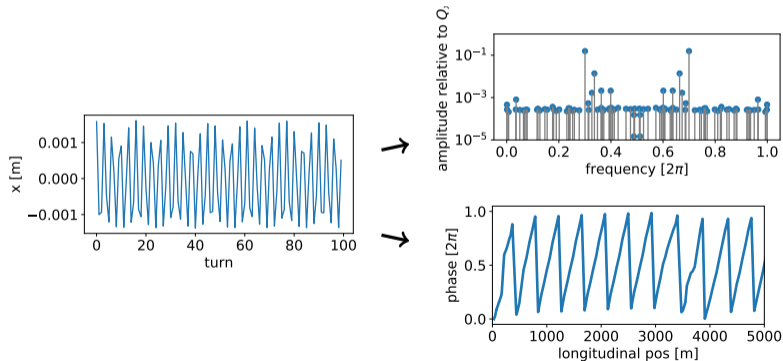 x [m]
0.001
0.000
−0.001
0 20 40 60 80 100
turn
amplitude relative to Q
10⁻¹
10⁻³
10⁻⁵
0.0 0.2 0.4 0.6 0.8 1.0
frequency [2π]
phase [2π]
1.0
0.5
0.0
0 1000 2000 3000 4000 5000
longitudinal pos [m]